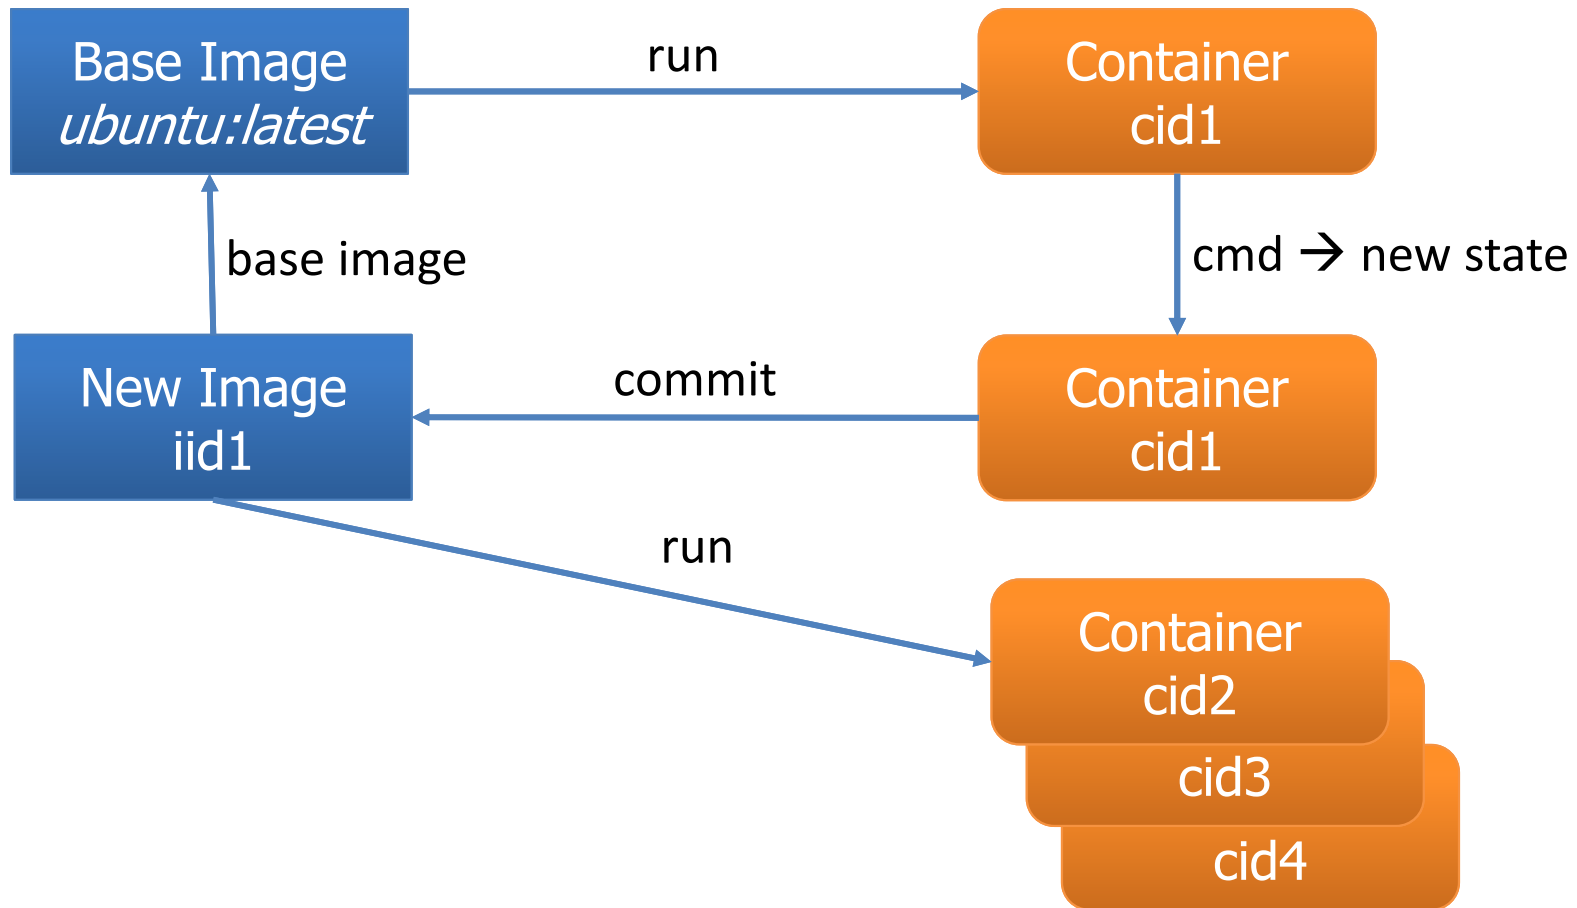 Base Image
ubuntu:latest
run
Container
cid1
base image
cmd → new state
New Image
iid1
commit
Container
cid1
run
Container
cid2
cid3
cid4